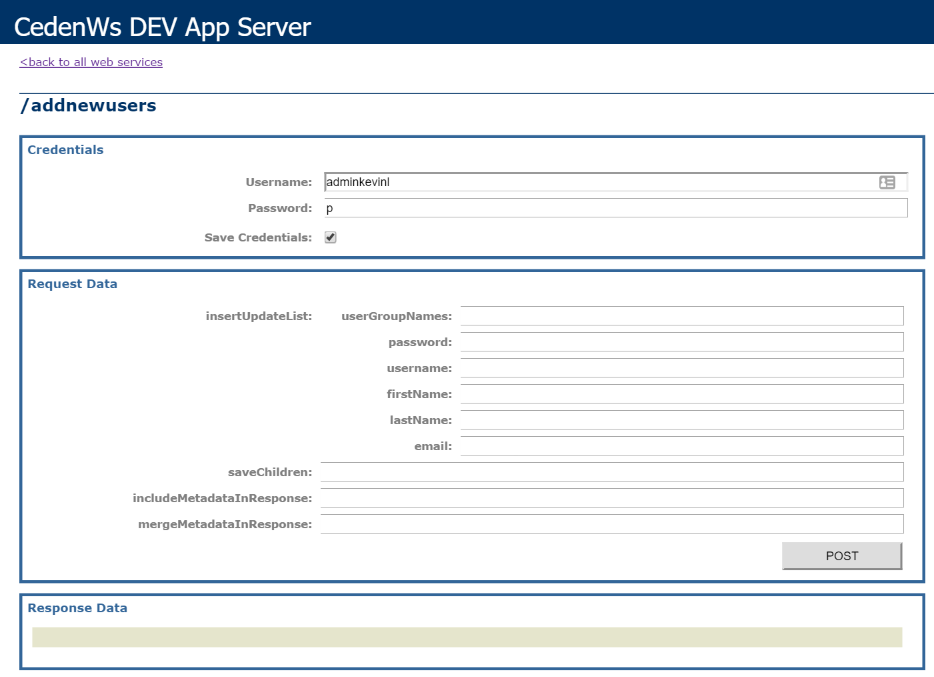 CedenWs DEV App Server
<back to all web services
/addnewusers
Credentials
Username: adminkevinl
Password: p
Save Credentials:
Request Data
insertUpdateList: userGroupNames:
password:
username:
firstName:
lastName:
email:
saveChildren:
includeMetadataInResponse:
mergeMetadataInResponse:
POST
Response Data